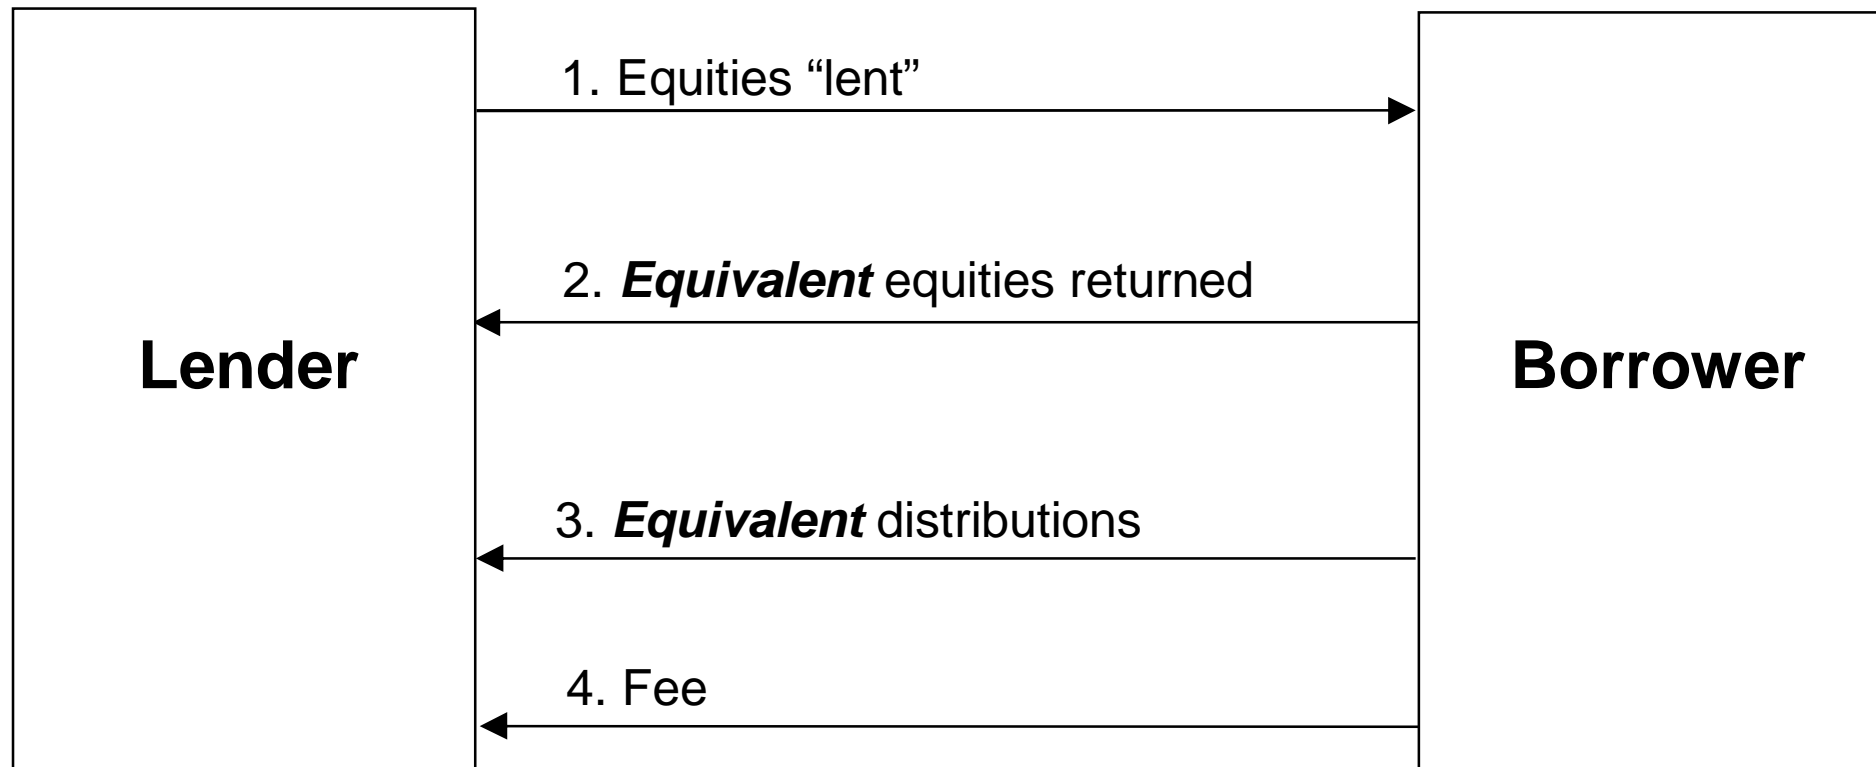 1. Equities “lent”
2. Equivalent equities returned
Lender
Borrower
3. Equivalent distributions
4. Fee